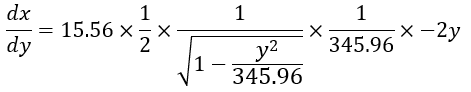 dx/dy = 15.56 × 1/2 × 1/√(1 − y²/345.96) × 1/345.96 × −2y